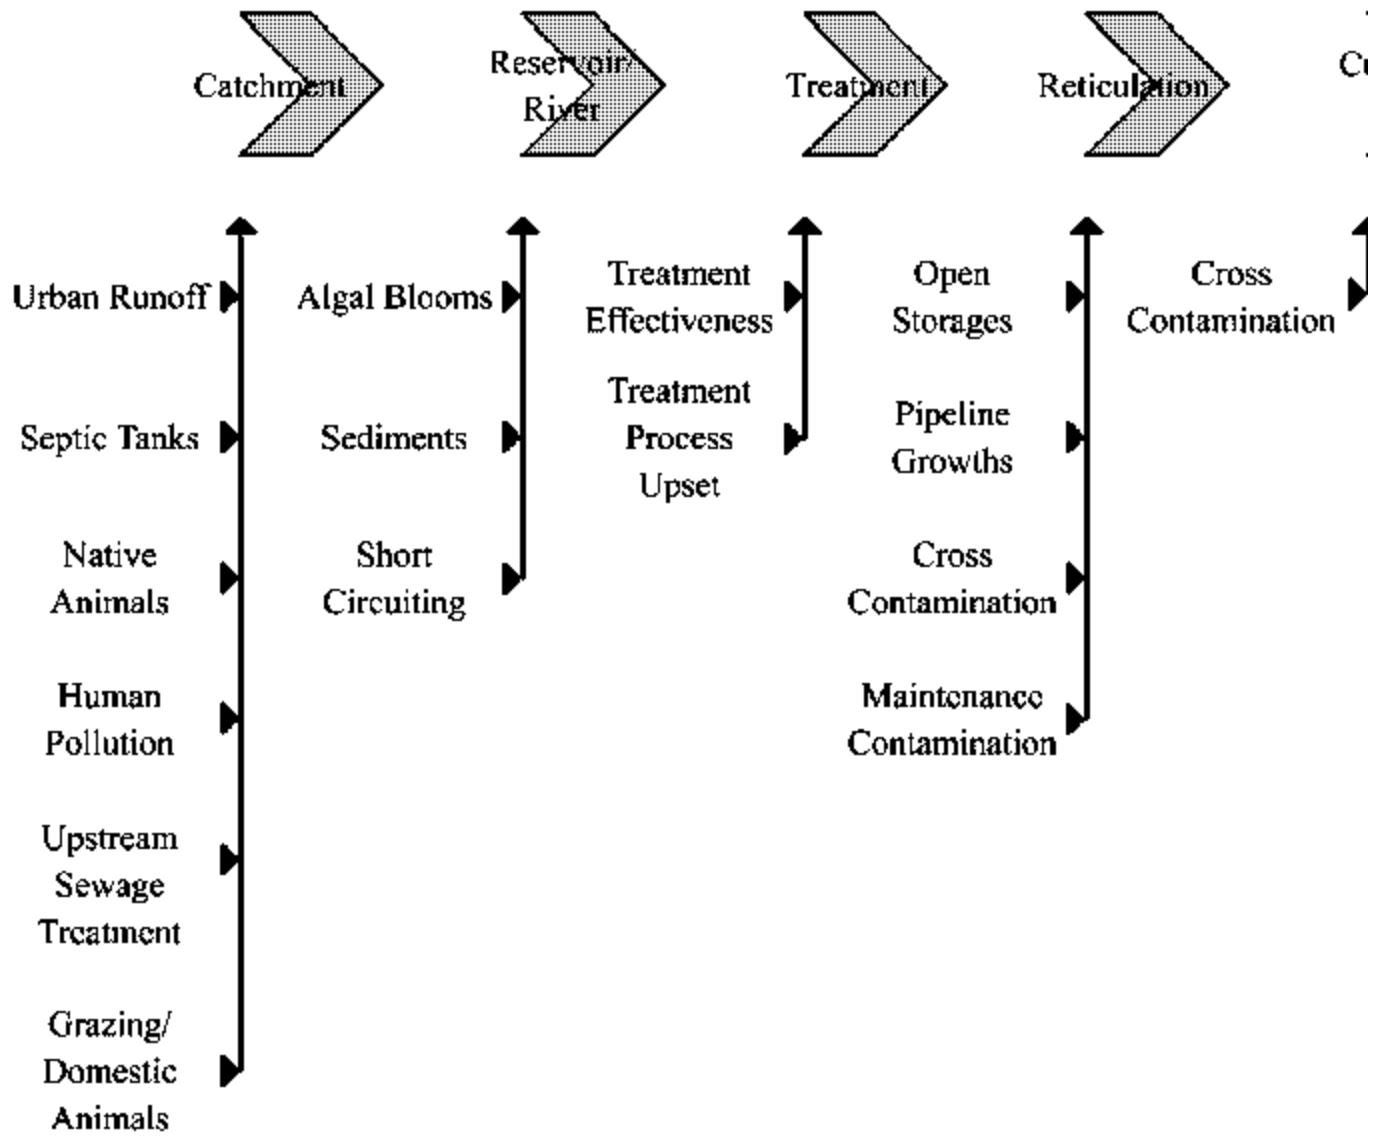 Catchment
Reservoir/
River
Treatment
Reticulation
Urban Runoff
Septic Tanks
Native
Animals
Human
Pollution
Upstream
Sewage
Treatment
Grazing/
Domestic
Animals
Algal Blooms
Sediments
Short
Circuiting
Treatment
Effectiveness
Treatment
Process
Upset
Open
Storages
Pipeline
Growths
Cross
Contamination
Maintenance
Contamination
Cross
Contamination